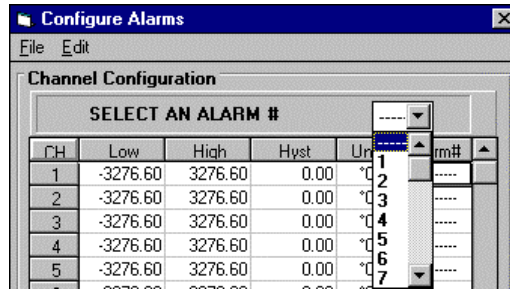 Configure Alarms
File Edit
Channel Configuration
SELECT AN ALARM # -----
CH Low High Hyst Un rm#
-----
1 -3276.60 3276.60 0.00 °C -----
2 -3276.60 3276.60 0.00 °C -----
3 -3276.60 3276.60 0.00 °C -----
4 -3276.60 3276.60 0.00 °C -----
5 -3276.60 3276.60 0.00 °C -----
1
2
3
4
5
6
7